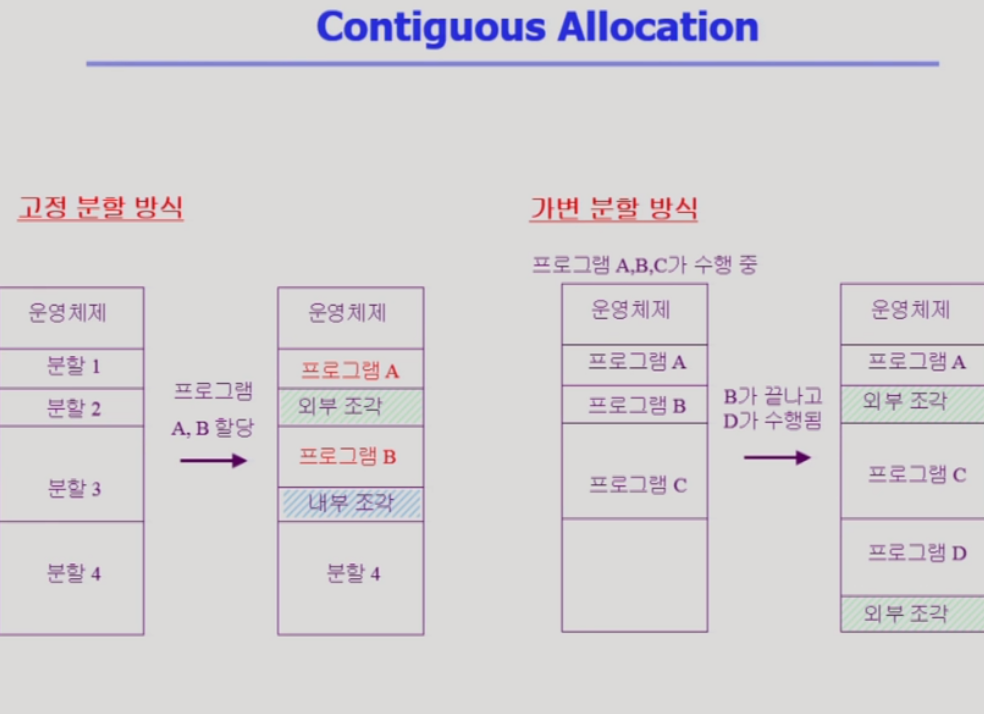 Contiguous Allocation
고정 분할 방식
운영체제
분할 1
분할 2
분할 3
분할 4
프로그램
A, B 할당
운영체제
프로그램 A
외부 조각
프로그램 B
내부 조각
분할 4
가변 분할 방식
프로그램 A,B,C가 수행 중
운영체제
프로그램 A
프로그램 B
프로그램 C
B가 끝나고
D가 수행됨
운영체제
프로그램 A
외부 조각
프로그램 C
프로그램 D
외부 조각